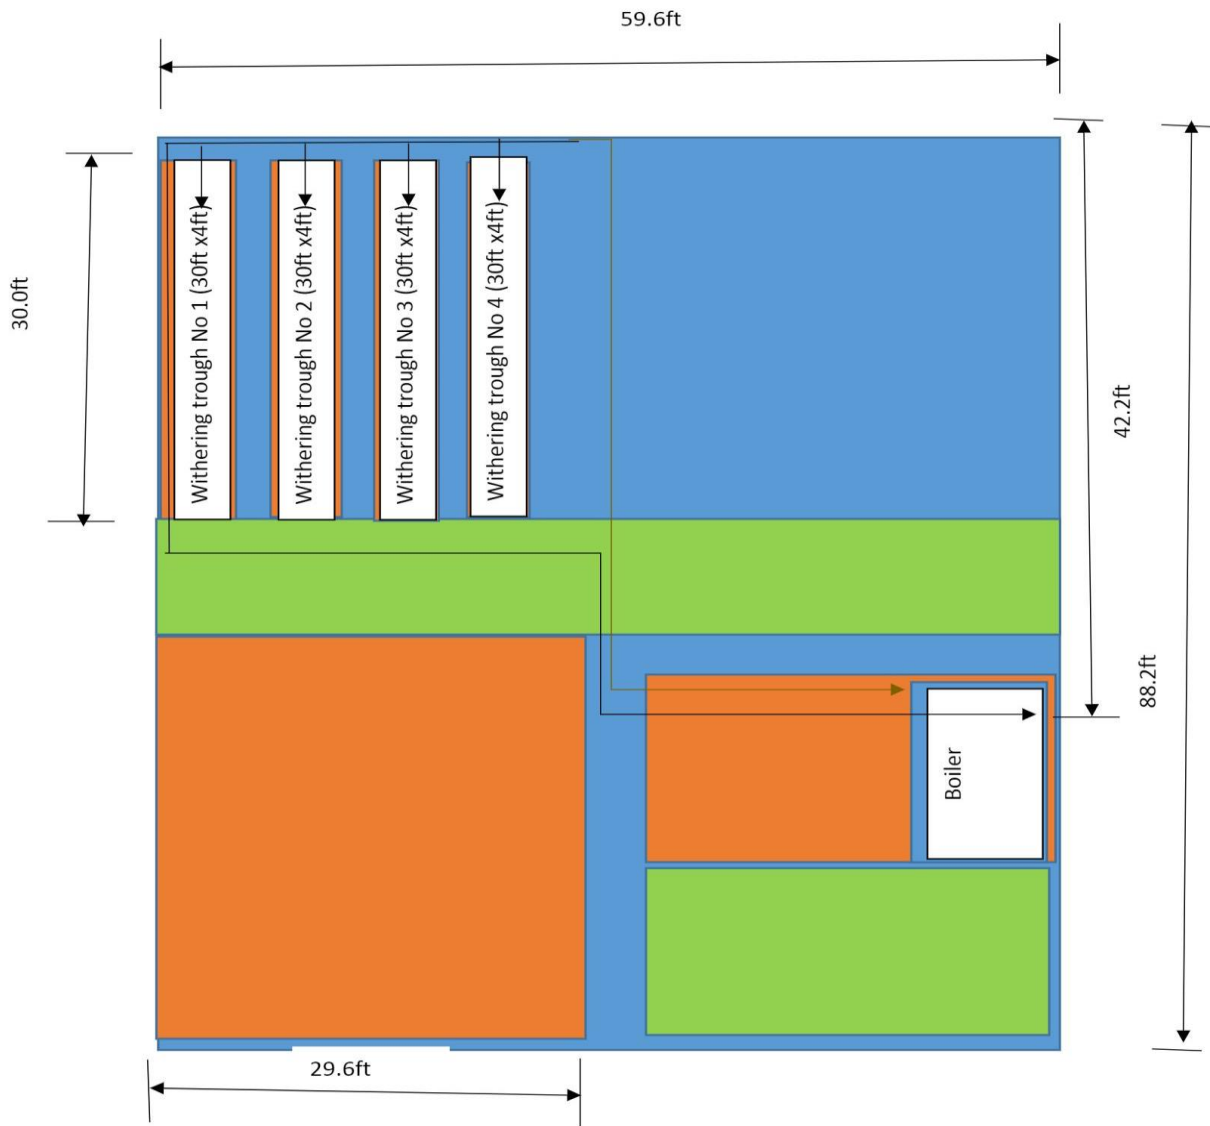 59.6ft
30.0ft
Withering trough No 1 (30ft x4ft)
Withering trough No 2 (30ft x4ft)
Withering trough No 3 (30ft x4ft)
Withering trough No 4 (30ft x4ft)
42.2ft
88.2ft
Boiler
29.6ft